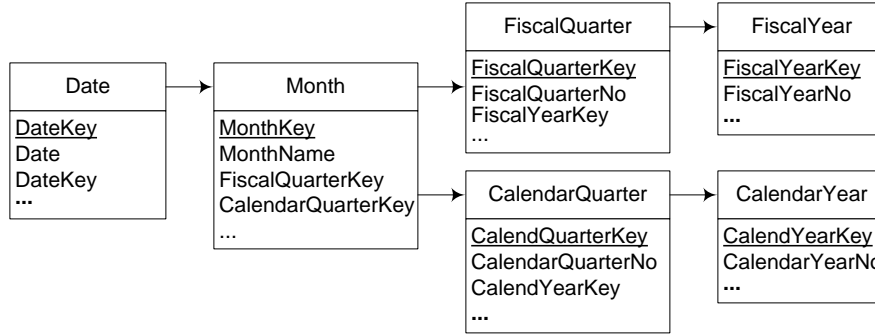 Date
DateKey
Date
DateKey
...
Month
MonthKey
MonthName
FiscalQuarterKey
CalendarQuarterKey
...
FiscalQuarter
FiscalQuarterKey
FiscalQuarterNo
FiscalYearKey
...
FiscalYear
FiscalYearKey
FiscalYearNo
...
CalendarQuarter
CalendQuarterKey
CalendarQuarterNo
CalendYearKey
...
CalendarYear
CalendYearKey
CalendarYearNo
...